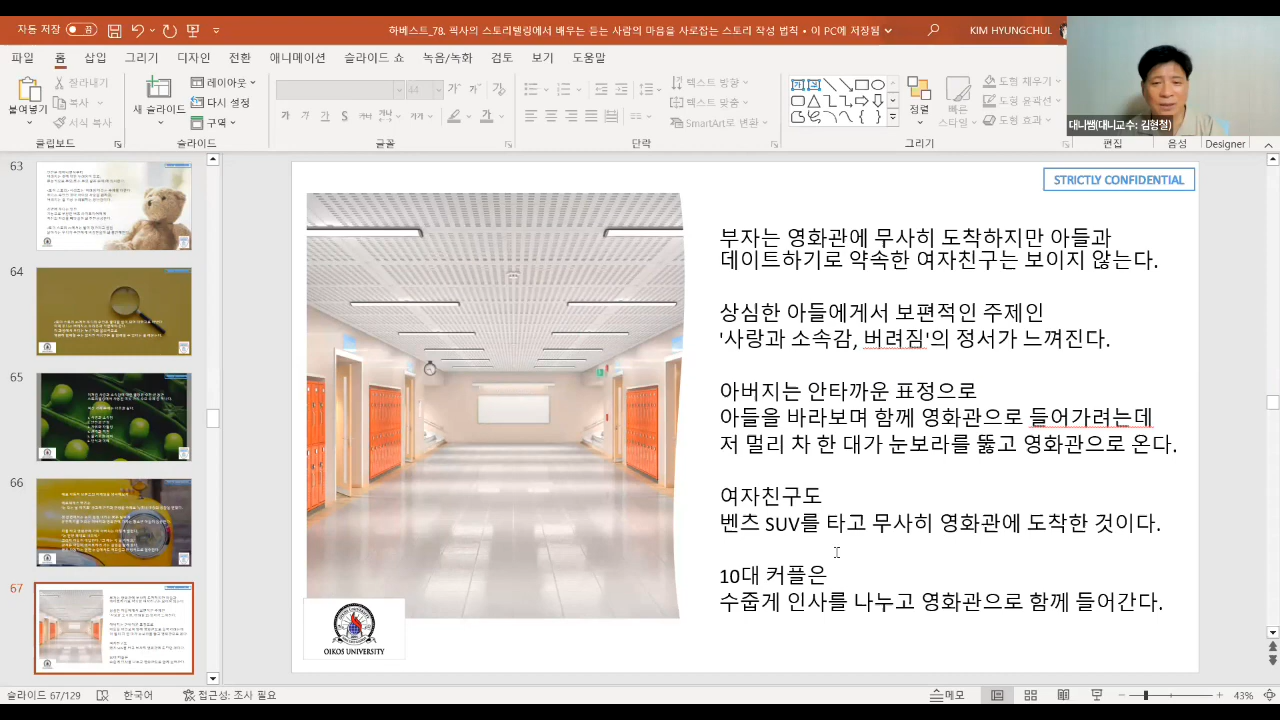 자동 저장
하베스트_78. 픽사의 스토리텔링에서 배우는 듣는 사람의 마음을 사로잡는 스토리 작성 법칙 • 이 PC에 저장됨
KIM HYUNGCHUL
파일 홈 삽입 그리기 디자인 전환 애니메이션 슬라이드 쇼 녹음/녹화 검토 보기 도움말
붙여넣기
잘라내기
복사
서식 복사
클립보드
새 슬라이드
레이아웃
다시 설정
구역
슬라이드
44
글꼴
텍스트 방향
텍스트 맞춤
SmartArt로 변환
단락
정렬
빠른 스타일
도형 채우기
도형 윤곽선
도형 효과
그리기
편집
음성
Designer
대니쌤(대니교수: 김형철)
63
64
65
66
67
STRICTLY CONFIDENTIAL
부자는 영화관에 무사히 도착하지만 아들과
데이트하기로 약속한 여자친구는 보이지 않는다.
상심한 아들에게서 보편적인 주제인
'사랑과 소속감, 버려짐'의 정서가 느껴진다.
아버지는 안타까운 표정으로
아들을 바라보며 함께 영화관으로 들어가려는데
저 멀리 차 한 대가 눈보라를 뚫고 영화관으로 온다.
여자친구도
벤츠 SUV를 타고 무사히 영화관에 도착한 것이다.
10대 커플은
수줍게 인사를 나누고 영화관으로 함께 들어간다.
OIKOS UNIVERSITY
슬라이드 67/129
한국어
접근성: 조사 필요
메모
43%